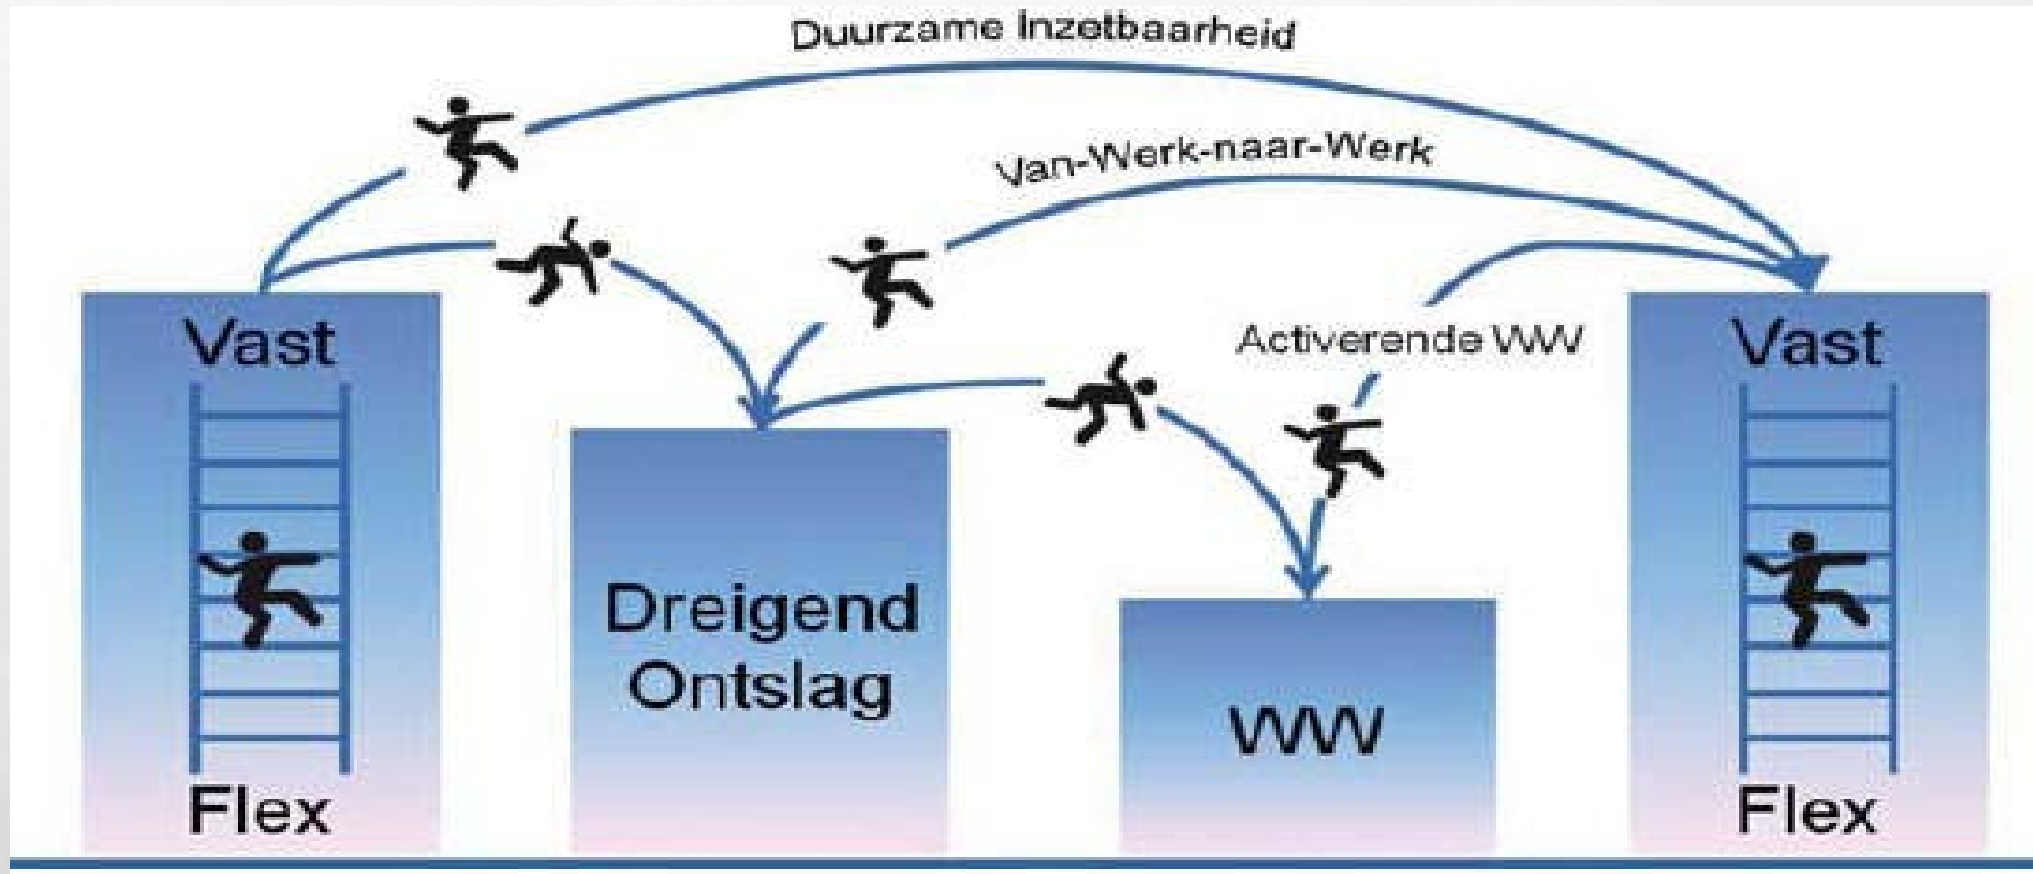 Duurzame Inzetbaarheid
Van-Werk-naar-Werk
Activerende WW
Vast
Flex
Dreigend
Ontslag
WW
Vast
Flex